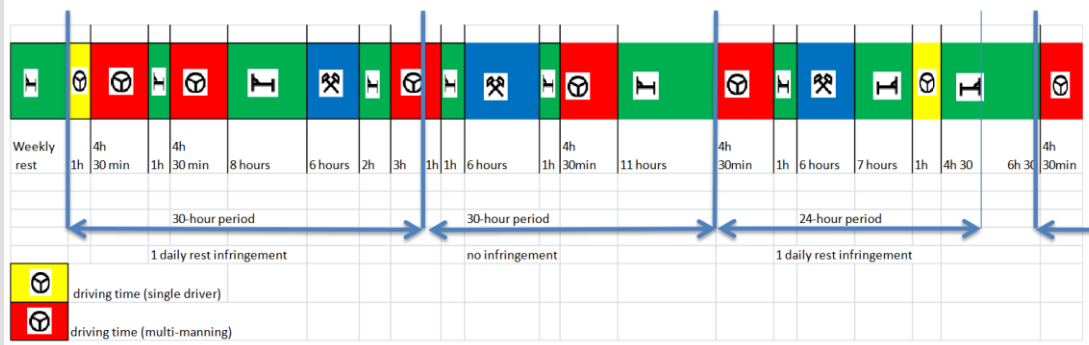 Weekly rest
1h
4h 30 min
1h
4h 30 min
8 hours
6 hours
2h
3h
1h
1h
6 hours
1h
4h 30min
11 hours
4h 30min
1h
6 hours
7 hours
1h
4h 30
6h 30
4h 30min
30-hour period
30-hour period
24-hour period
1 daily rest infringement
no infringement
1 daily rest infringement
driving time (single driver)
driving time (multi-manning)